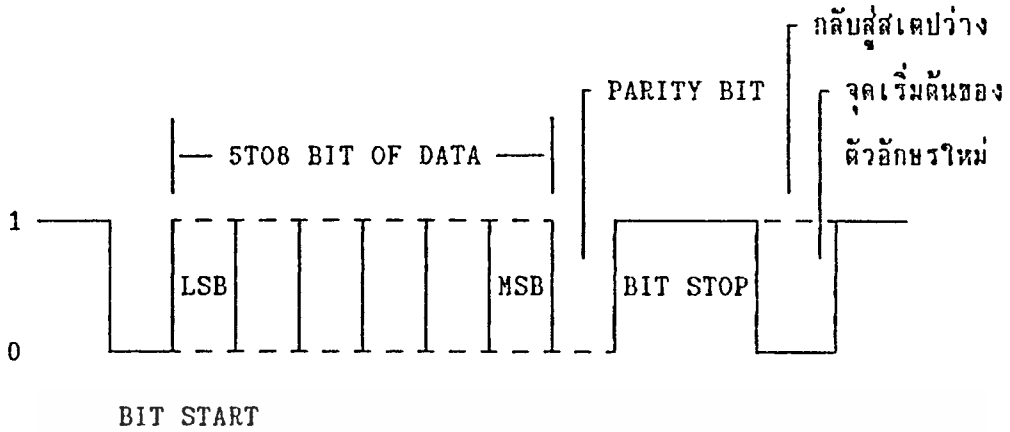 กลับสู่สเตปว่าง
PARITY BIT
จุดเริ่มต้นของ
ตัวอักษรใหม่
5TO8 BIT OF DATA
1
LSB
MSB
BIT STOP
0
BIT START